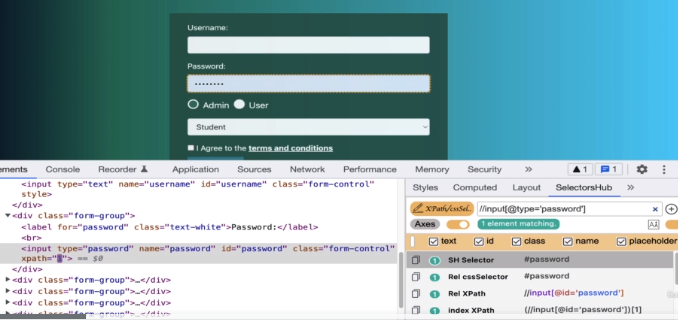 Username:
Password:
••••••••
Admin User
Student
I Agree to the terms and conditions
ements Console Recorder Application Sources Network Performance Memory Security » 1 1
<input type="text" name="username" id="username" class="form-control"
style>
</div>
▼<div class="form-group">
<label for="password" class="text-white">Password:</label>
<br>
<input type="password" name="password" id="password" class="form-control"
xpath="1"> == $0
</div>
▶<div class="form-group">…</div>
▶<div class="form-group">…</div>
▶<div class="form-group">…</div>
Styles Computed Layout SelectorsHub »
XPath/cssSel.. //input[@type='password'] ×
Axes 1 element matching.
text id class name placeholder
1 SH Selector #password
1 Rel cssSelector #password
1 Rel XPath //input[@id='password']
1 index XPath (//input[@id='password'])[1]